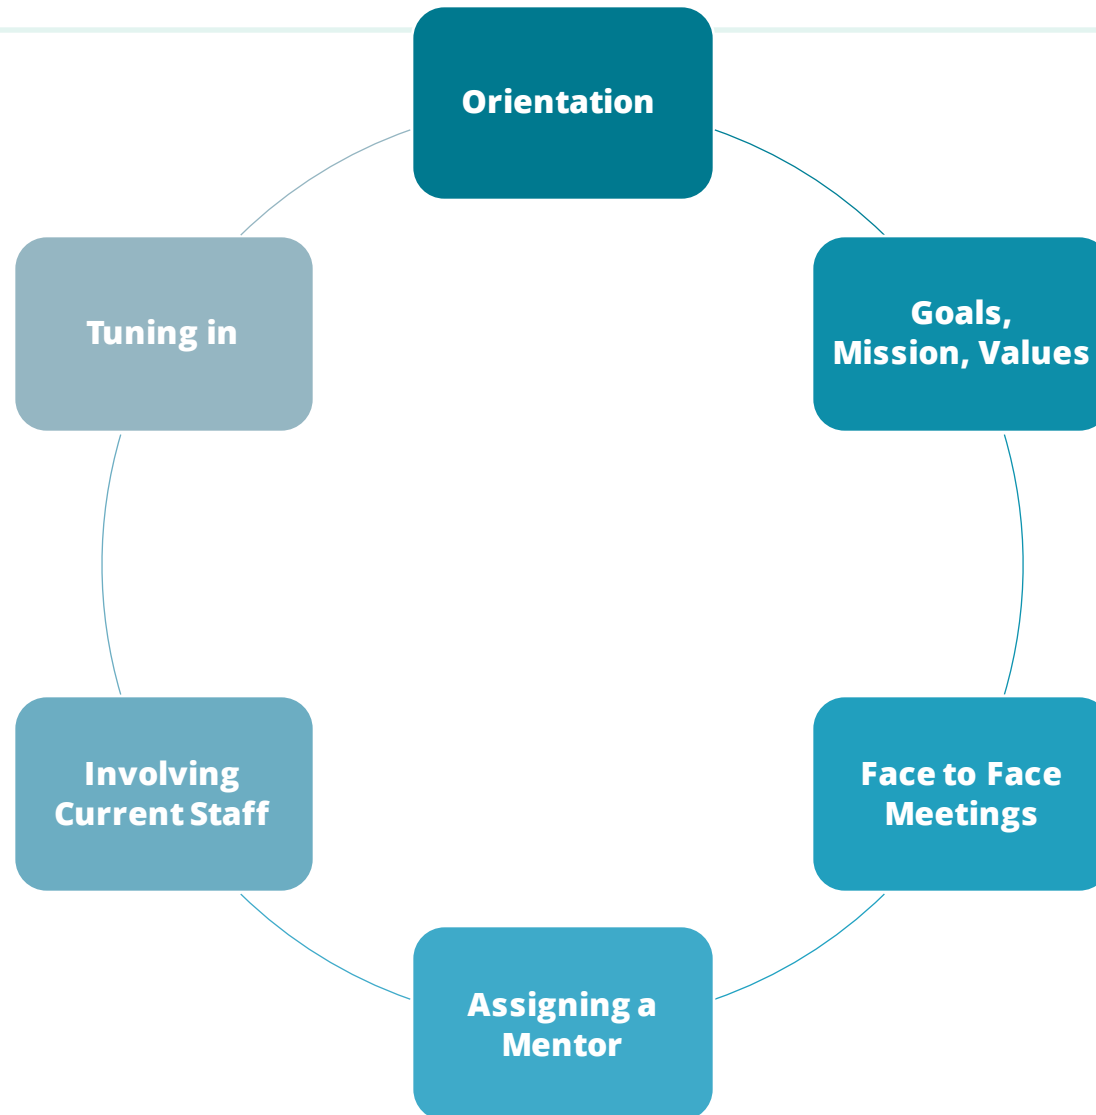 Orientation
Goals,
Mission, Values
Face to Face
Meetings
Assigning a
Mentor
Involving
Current Staff
Tuning in